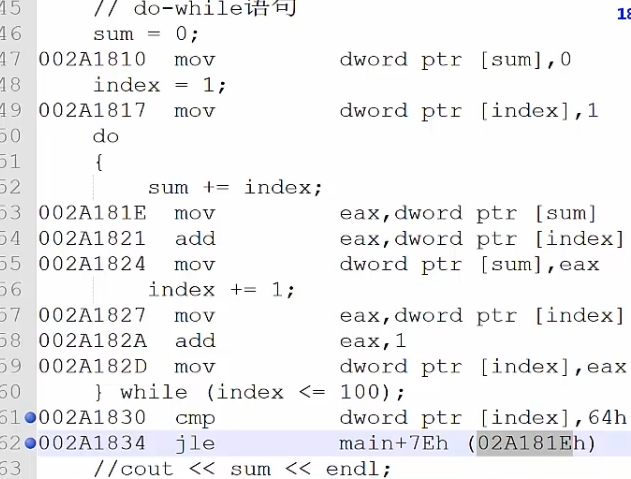 45 // do-while语句 18
46 sum = 0;
47 002A1810 mov dword ptr [sum],0
48 index = 1;
49 002A1817 mov dword ptr [index],1
50 do
51 {
52 sum += index;
53 002A181E mov eax,dword ptr [sum]
54 002A1821 add eax,dword ptr [index]
55 002A1824 mov dword ptr [sum],eax
56 index += 1;
57 002A1827 mov eax,dword ptr [index]
58 002A182A add eax,1
59 002A182D mov dword ptr [index],eax
60 } while (index <= 100);
61 002A1830 cmp dword ptr [index],64h
62 002A1834 jle main+7Eh (02A181Eh)
63 //cout << sum << endl;